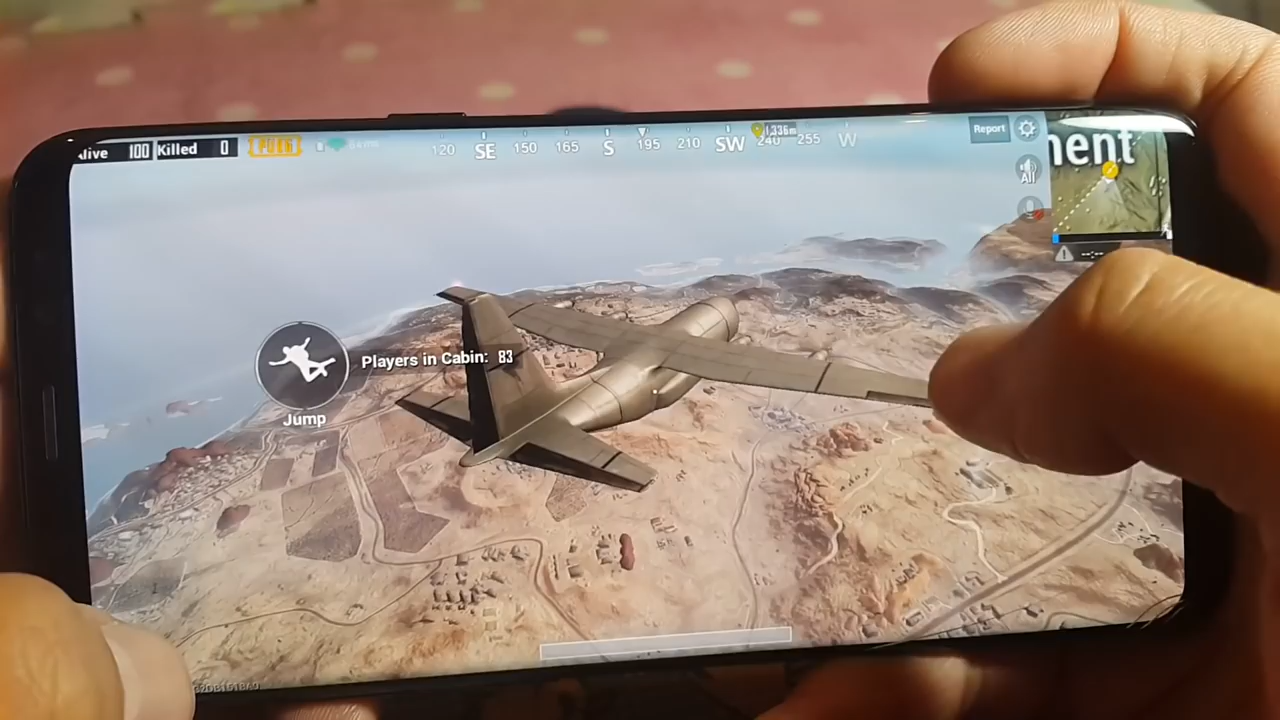 Alive 100 Killed 0
PUBG
120 SE 150 165 S 195 210 SW 240 255 W
1,336m
Report
All
ment
--:--
Players in Cabin: 83
Jump